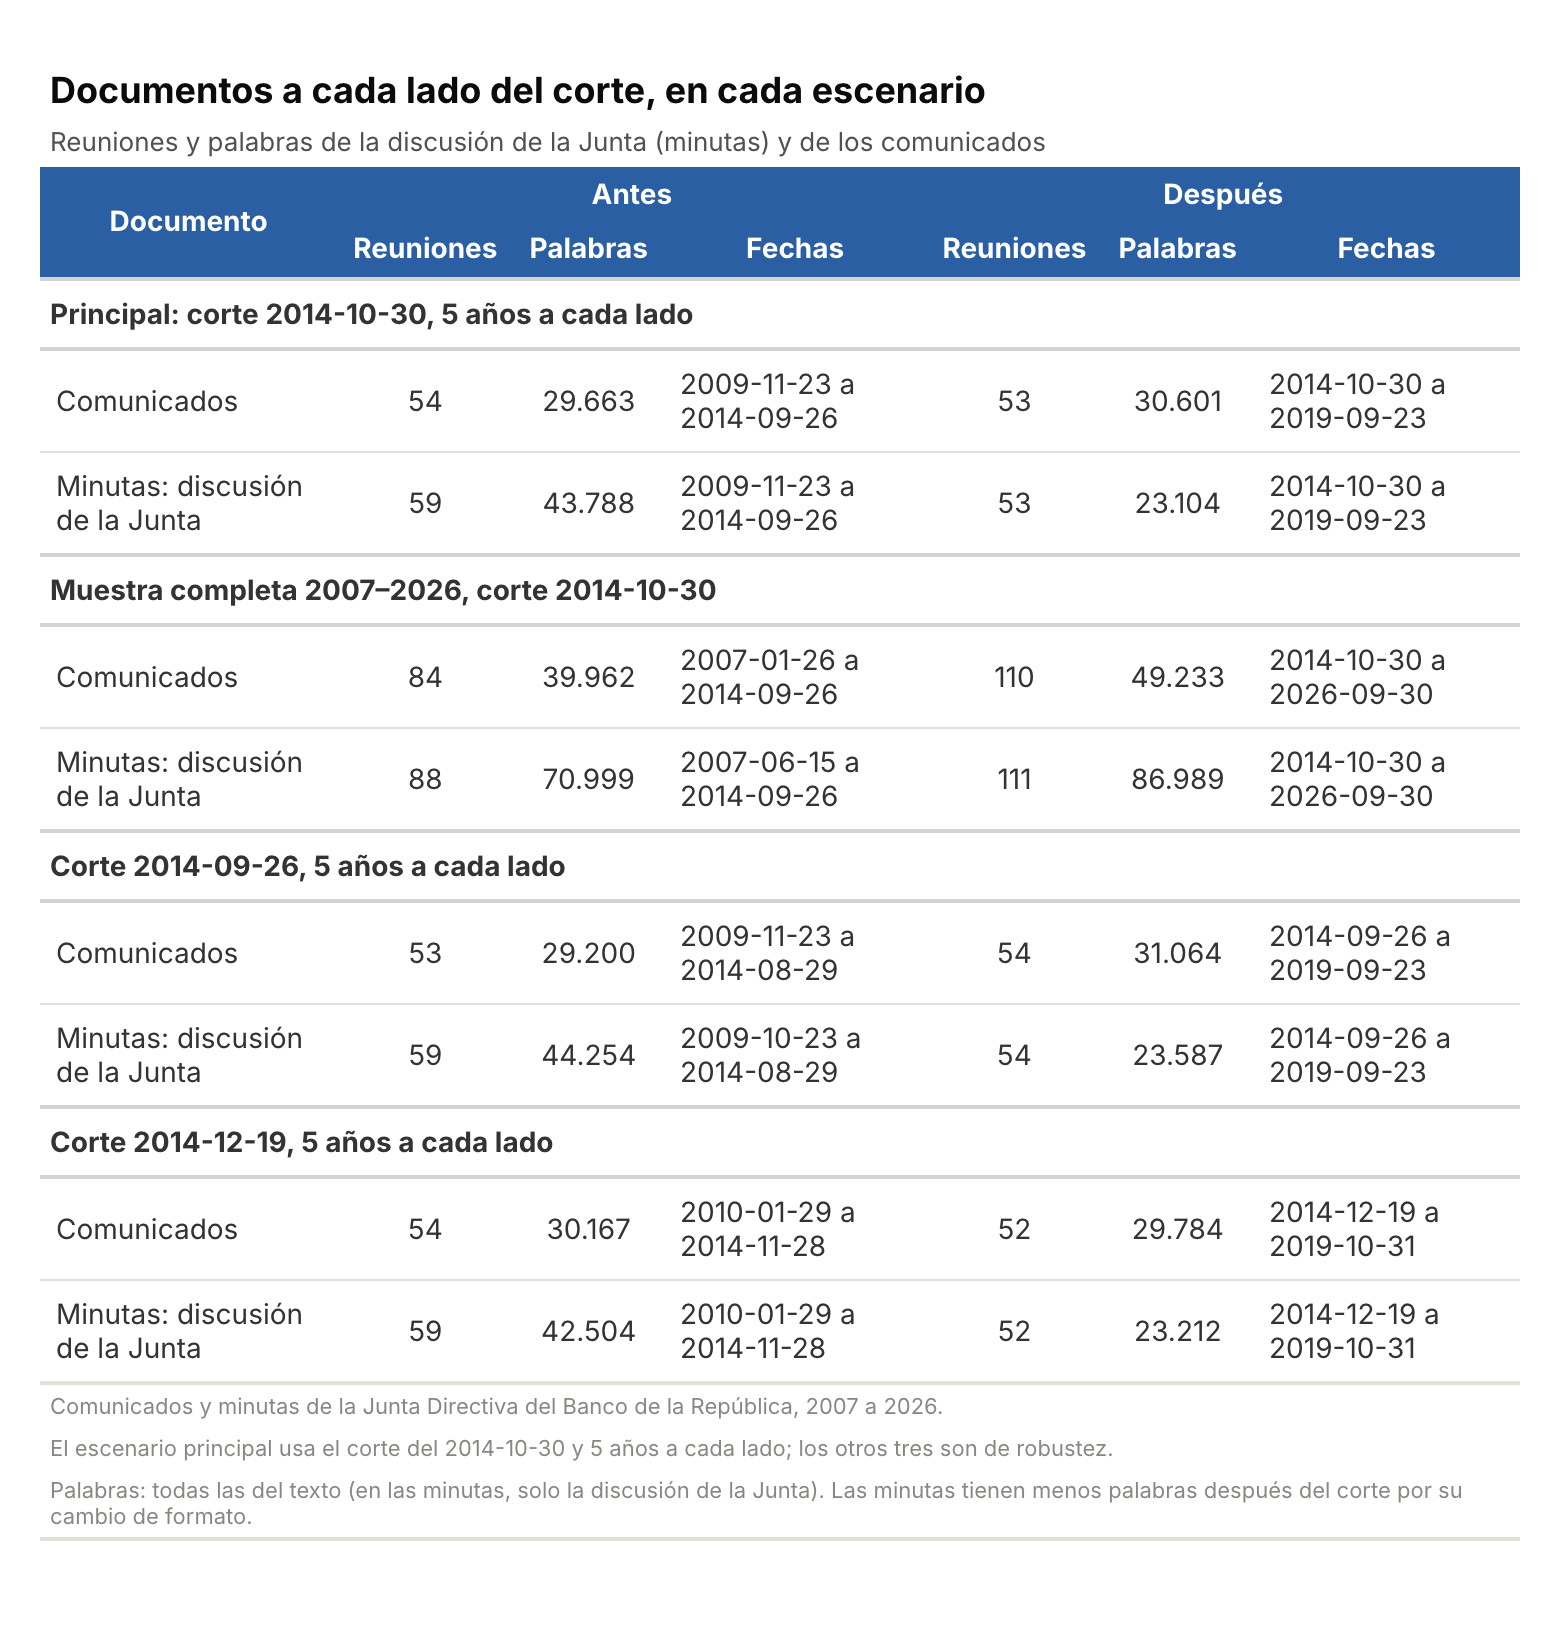 Documentos a cada lado del corte, en cada escenario
Reuniones y palabras de la discusión de la Junta (minutas) y de los comunicados
Documento Antes Después
Reuniones Palabras Fechas Reuniones Palabras Fechas
Principal: corte 2014-10-30, 5 años a cada lado
Comunicados 54 29.663 2009-11-23 a 2014-09-26 53 30.601 2014-10-30 a 2019-09-23
Minutas: discusión de la Junta 59 43.788 2009-11-23 a 2014-09-26 53 23.104 2014-10-30 a 2019-09-23
Muestra completa 2007–2026, corte 2014-10-30
Comunicados 84 39.962 2007-01-26 a 2014-09-26 110 49.233 2014-10-30 a 2026-09-30
Minutas: discusión de la Junta 88 70.999 2007-06-15 a 2014-09-26 111 86.989 2014-10-30 a 2026-09-30
Corte 2014-09-26, 5 años a cada lado
Comunicados 53 29.200 2009-11-23 a 2014-08-29 54 31.064 2014-09-26 a 2019-09-23
Minutas: discusión de la Junta 59 44.254 2009-10-23 a 2014-08-29 54 23.587 2014-09-26 a 2019-09-23
Corte 2014-12-19, 5 años a cada lado
Comunicados 54 30.167 2010-01-29 a 2014-11-28 52 29.784 2014-12-19 a 2019-10-31
Minutas: discusión de la Junta 59 42.504 2010-01-29 a 2014-11-28 52 23.212 2014-12-19 a 2019-10-31
Comunicados y minutas de la Junta Directiva del Banco de la República, 2007 a 2026.
El escenario principal usa el corte del 2014-10-30 y 5 años a cada lado; los otros tres son de robustez.
Palabras: todas las del texto (en las minutas, solo la discusión de la Junta). Las minutas tienen menos palabras después del corte por su
cambio de formato.